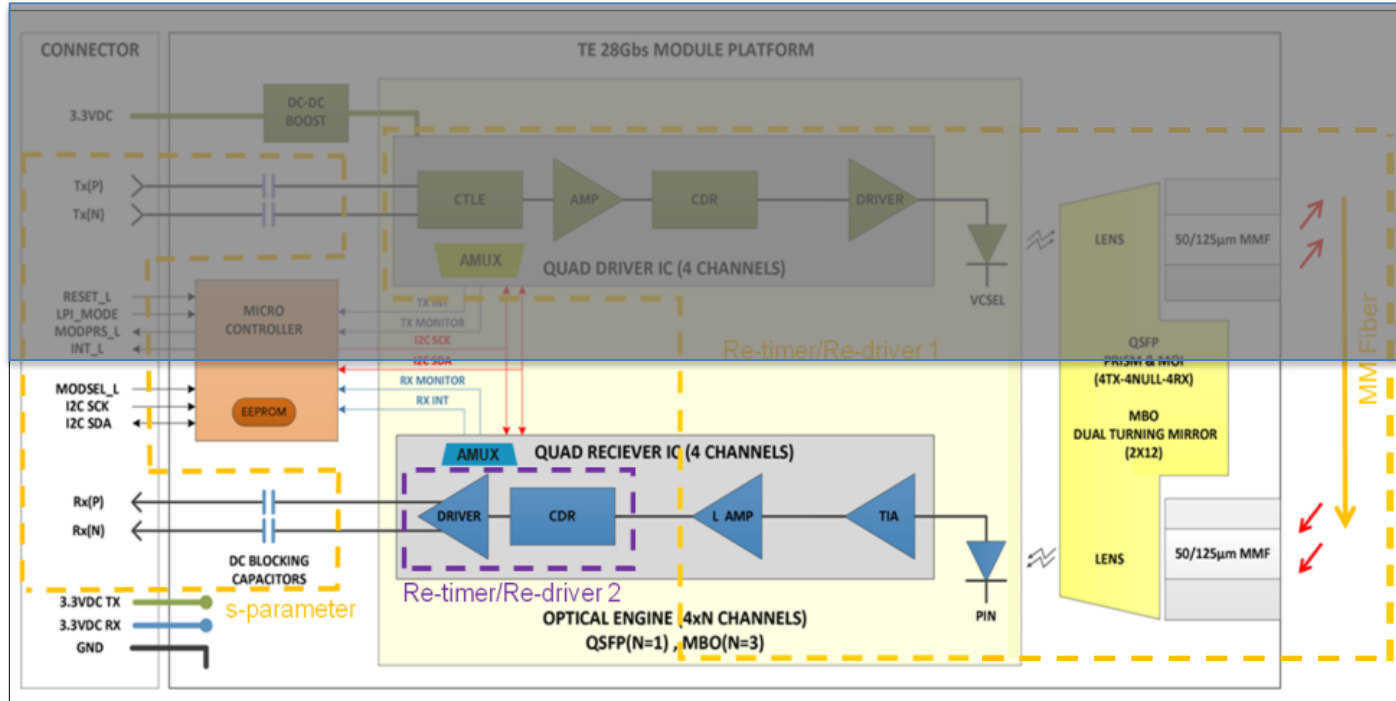 CONNECTOR
TE 28Gbs MODULE PLATFORM
3.3VDC
DC-DC
BOOST
Tx(P)
Tx(N)
CTLE
AMP
CDR
DRIVER
AMUX
QUAD DRIVER IC (4 CHANNELS)
VCSEL
LENS
50/125µm MMF
RESET_L
LPI_MODE
MODPRS_L
INT_L
MICRO
CONTROLLER
TX INT
TX MONITOR
I2C SCK
I2C SDA
RX MONITOR
RX INT
Re-timer/Re-driver 1
MM Fiber
QSFP
PRISM & MOI
(4TX-4NULL-4RX)
MBO
DUAL TURNING MIRROR
(2X12)
MODSEL_L
I2C SCK
I2C SDA
EEPROM
AMUX
QUAD RECIEVER IC (4 CHANNELS)
Rx(P)
Rx(N)
DRIVER
CDR
L AMP
TIA
LENS
50/125µm MMF
DC BLOCKING
CAPACITORS
Re-timer/Re-driver 2
PIN
3.3VDC TX
3.3VDC RX
GND
s-parameter
OPTICAL ENGINE (4xN CHANNELS)
QSFP(N=1) , MBO(N=3)